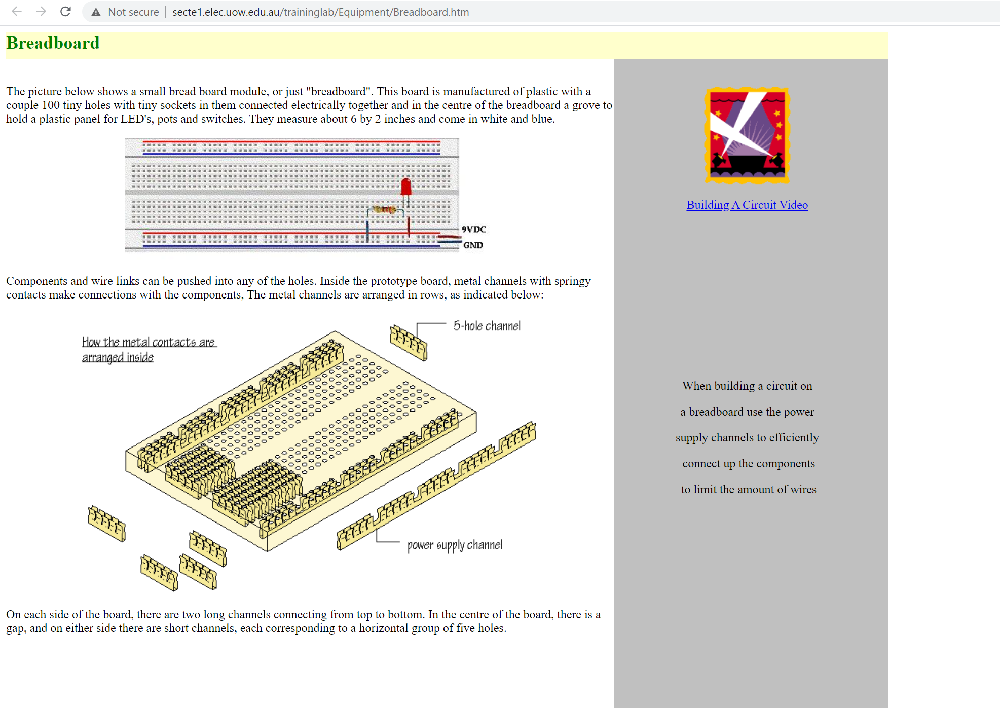 Not secure | secte1.elec.uow.edu.au/traininglab/Equipment/Breadboard.htm
Breadboard
The picture below shows a small bread board module, or just "breadboard". This board is manufactured of plastic with a
couple 100 tiny holes with tiny sockets in them connected electrically together and in the centre of the breadboard a grove to
hold a plastic panel for LED's, pots and switches. They measure about 6 by 2 inches and come in white and blue.
9VDC
GND
Building A Circuit Video
Components and wire links can be pushed into any of the holes. Inside the prototype board, metal channels with springy
contacts make connections with the components, The metal channels are arranged in rows, as indicated below:
How the metal contacts are
arranged inside
5-hole channel
power supply channel
When building a circuit on
a breadboard use the power
supply channels to efficiently
connect up the components
to limit the amount of wires
On each side of the board, there are two long channels connecting from top to bottom. In the centre of the board, there is a
gap, and on either side there are short channels, each corresponding to a horizontal group of five holes.